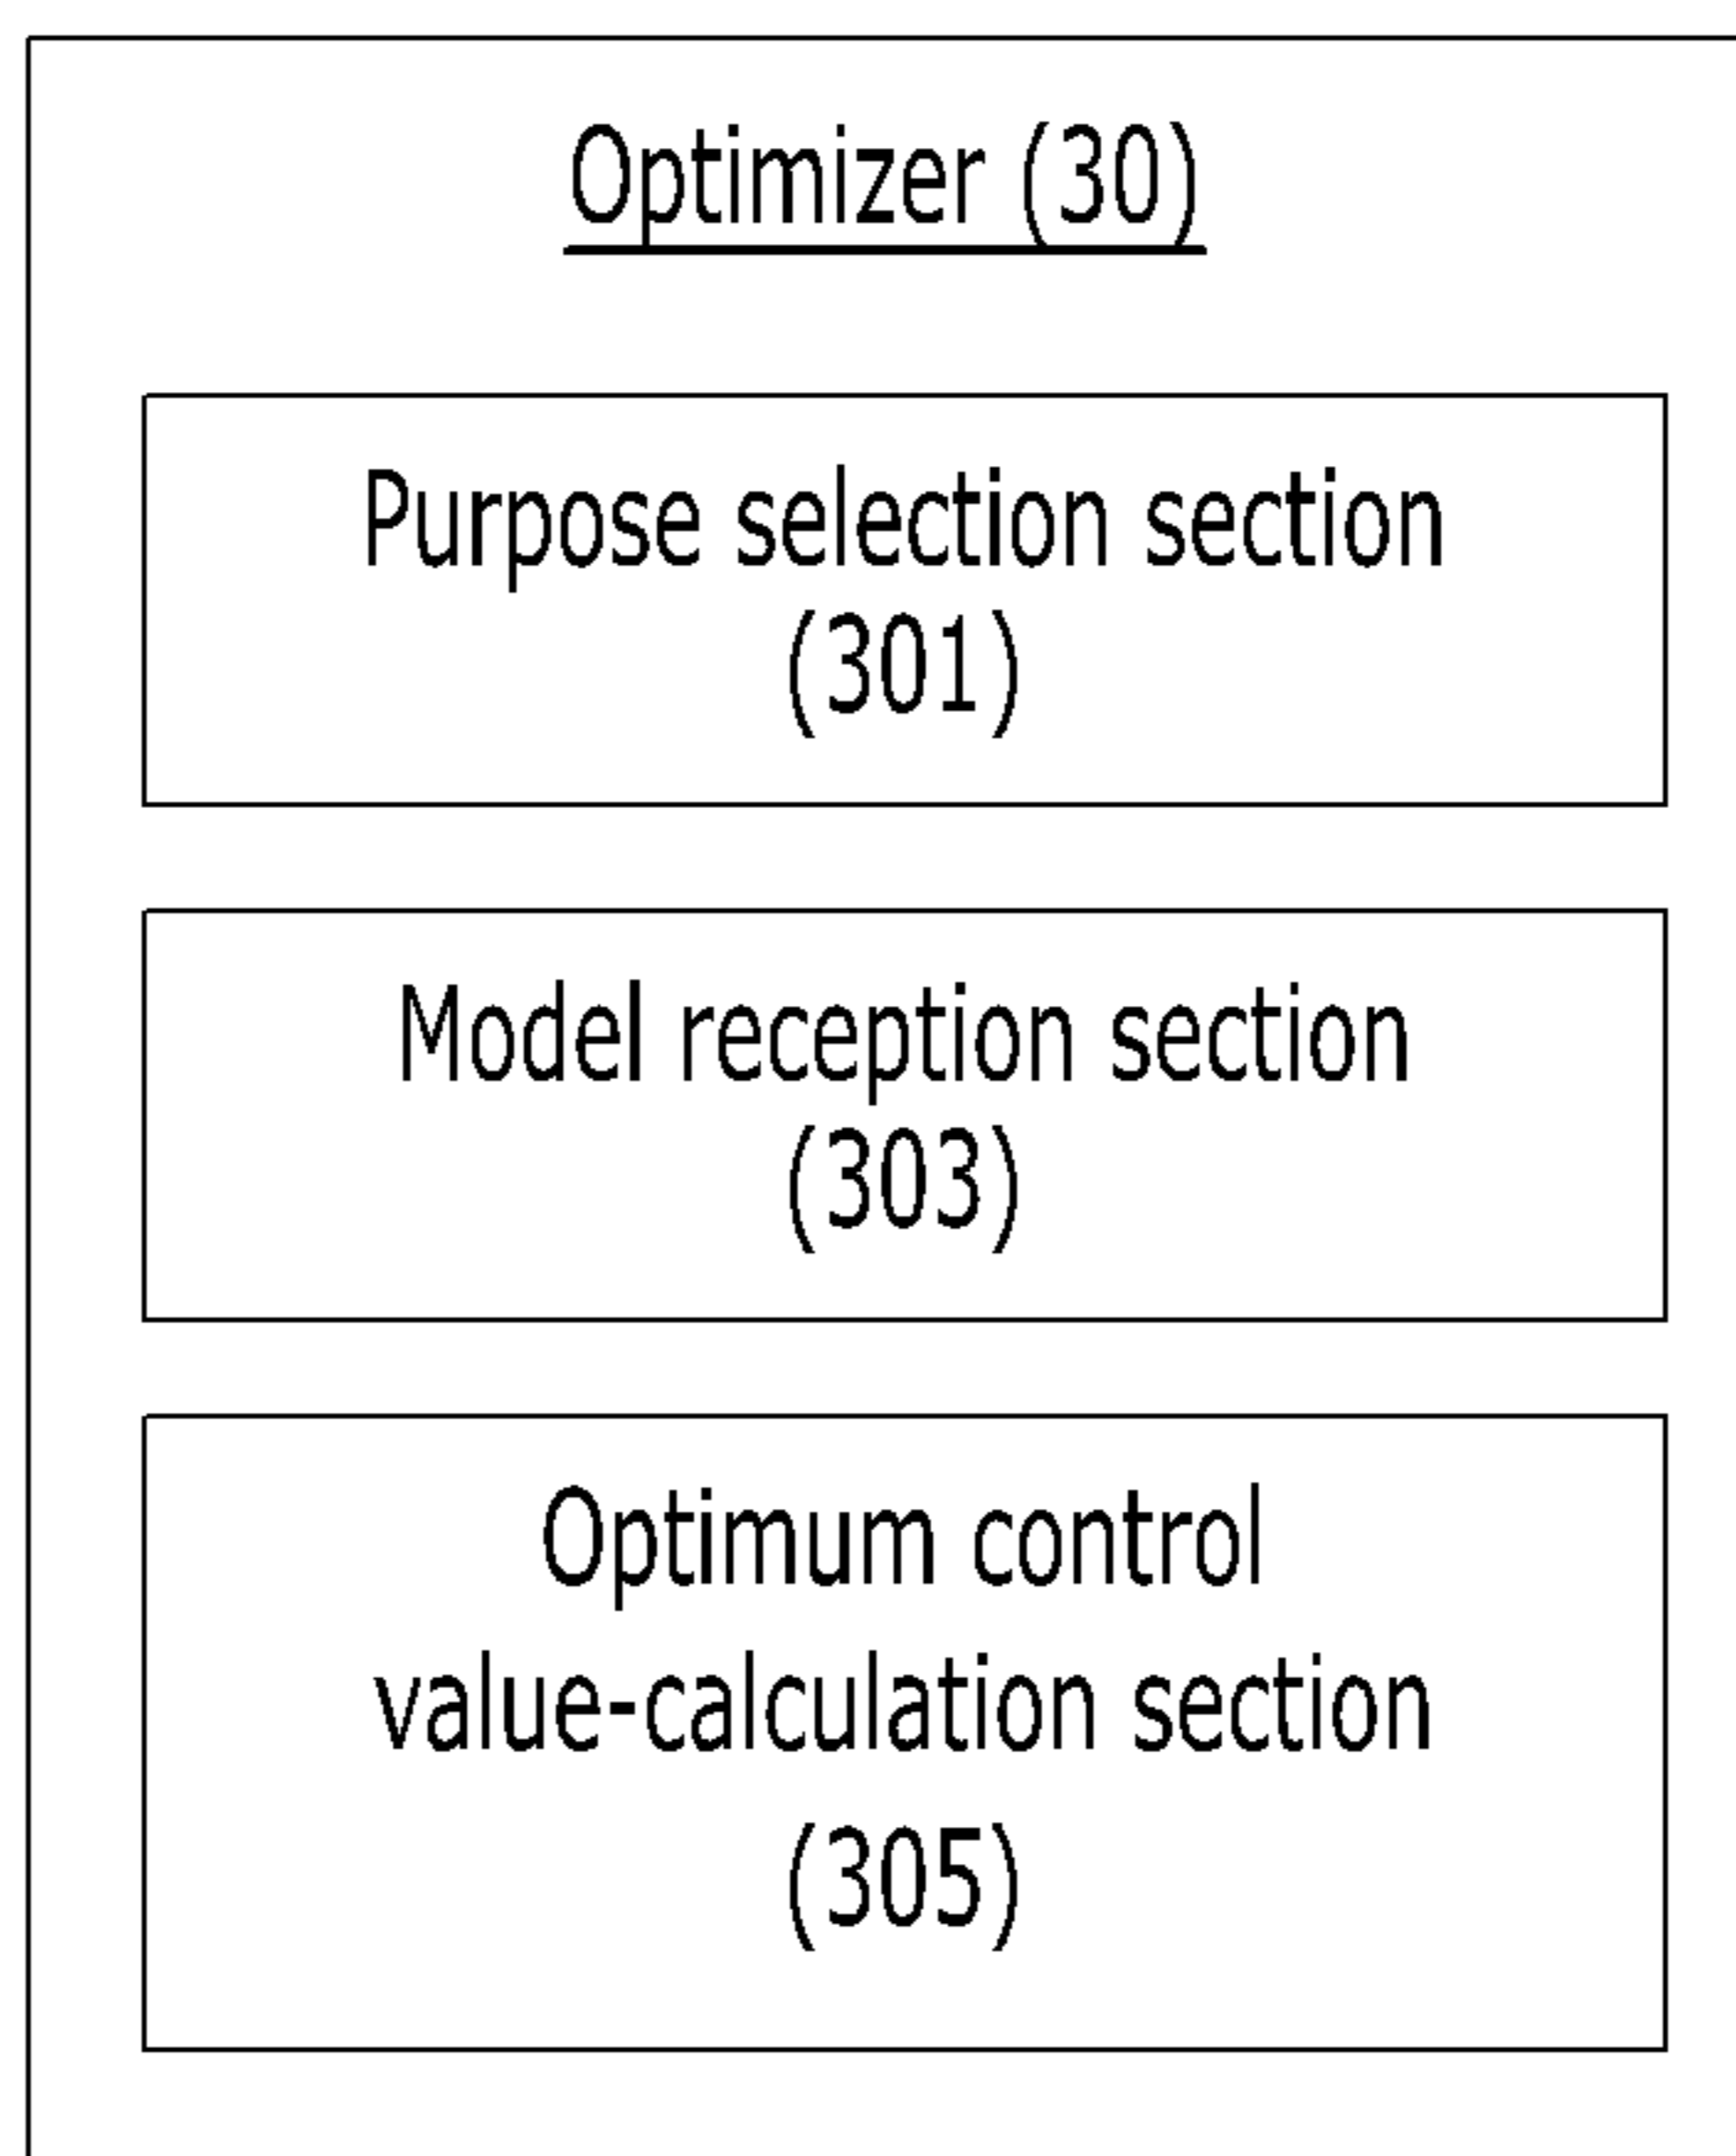 Optimizer (30)
Purpose selection section
(301)
Model reception section
(303)
Optimum control
value-calculation section
(305)